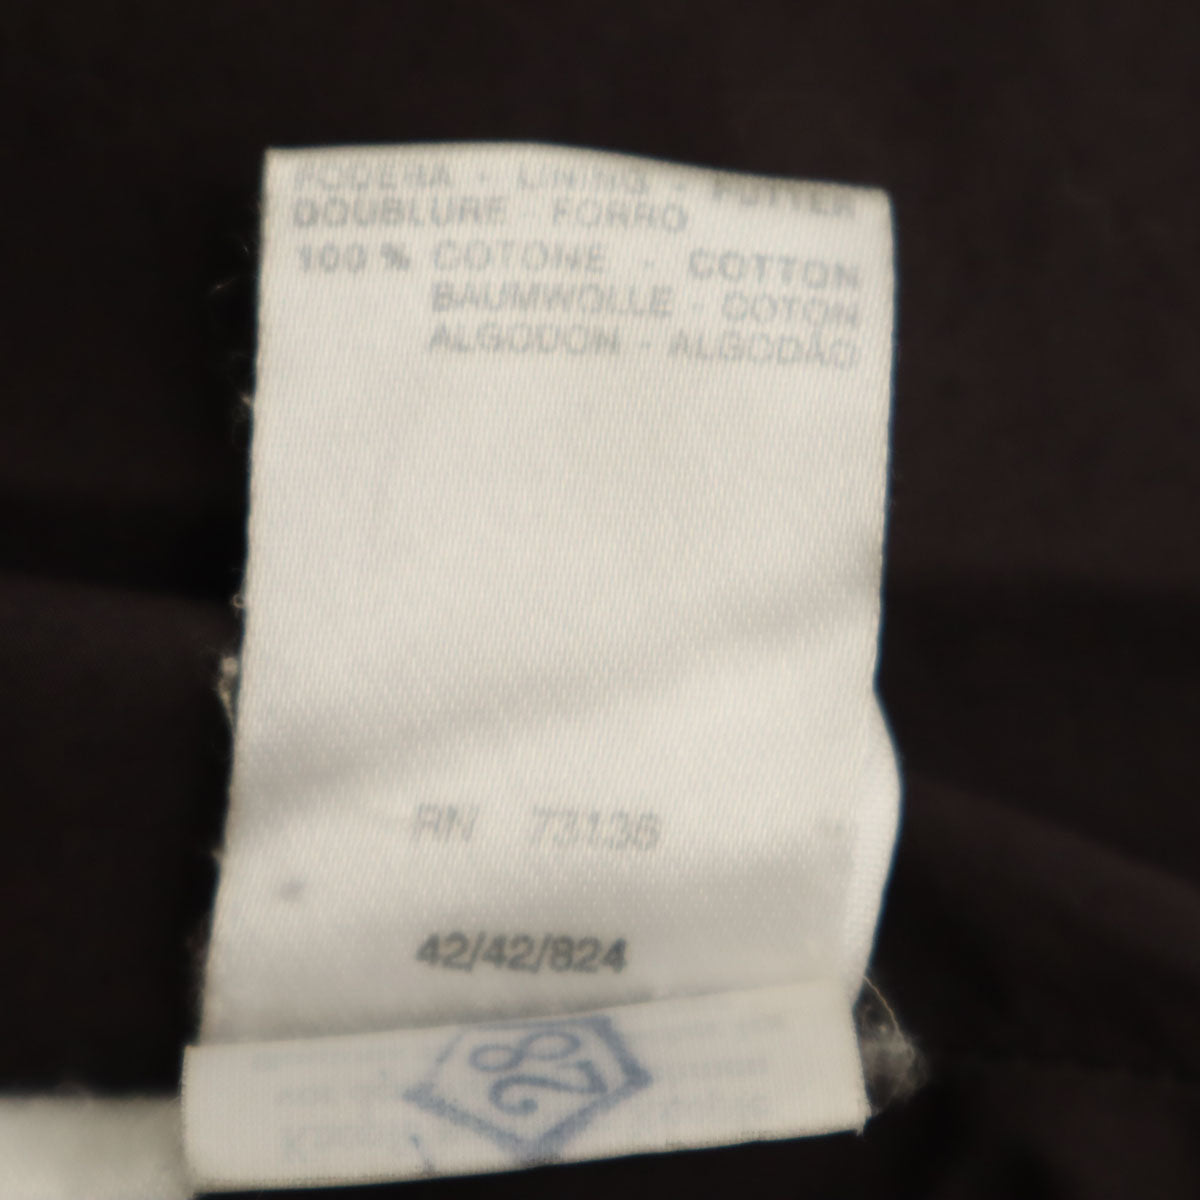 FODERA - LINING - FUTTER
DOUBLURE - FORRO
100 % COTONE - COTTON
BAUMWOLLE - COTON
ALGODON - ALGODÃO
RN 73136
42/42/824
28